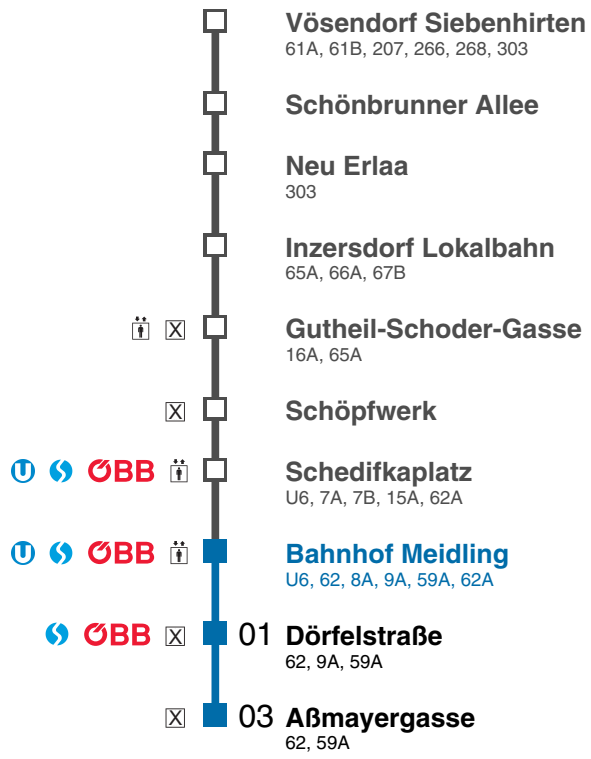 Vösendorf Siebenhirten
61A, 61B, 207, 266, 268, 303
Schönbrunner Allee
Neu Erlaa
303
Inzersdorf Lokalbahn
65A, 66A, 67B
X Gutheil-Schoder-Gasse
16A, 65A
X Schöpfwerk
U ÖBB Schedifkaplatz
U6, 7A, 7B, 15A, 62A
U ÖBB Bahnhof Meidling
U6, 62, 8A, 9A, 59A, 62A
ÖBB X 01 Dörfelstraße
62, 9A, 59A
X 03 Aßmayergasse
62, 59A